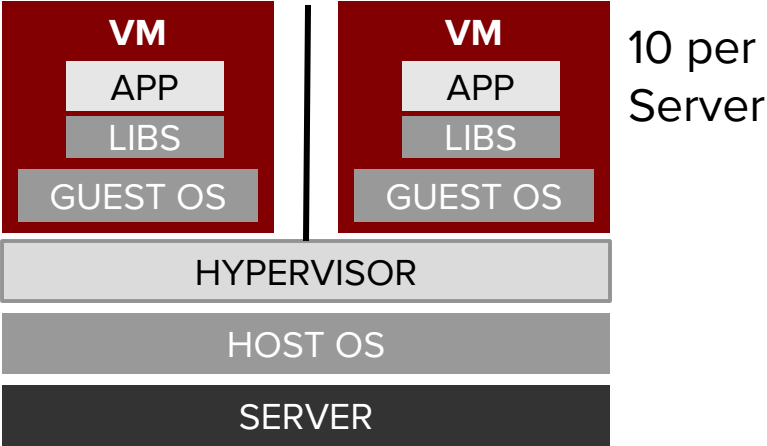 VM
APP
LIBS
GUEST OS
VM
APP
LIBS
GUEST OS
10 per
Server
HYPERVISOR
HOST OS
SERVER